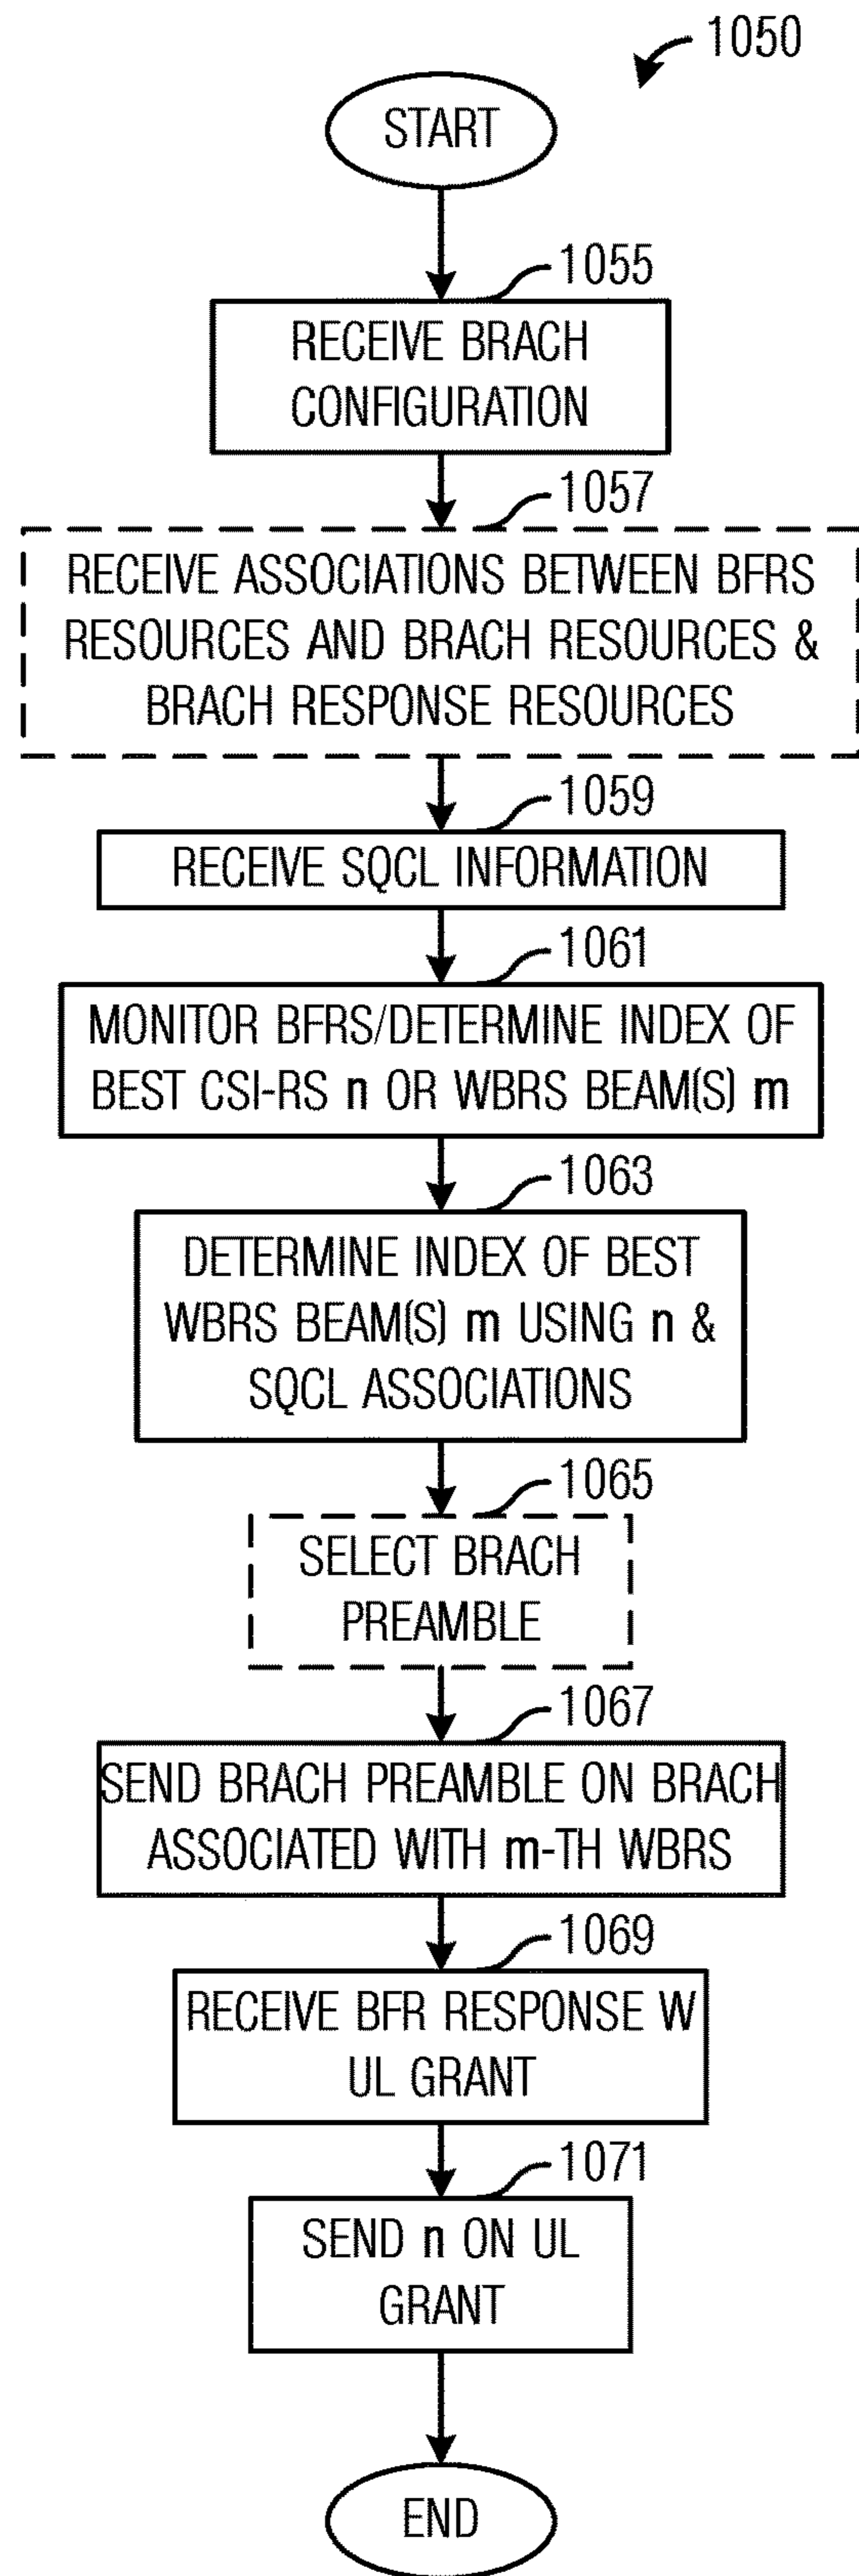 1050
START
1055
RECEIVE BRACH
CONFIGURATION
1057
RECEIVE ASSOCIATIONS BETWEEN BFRS
RESOURCES AND BRACH RESOURCES &
BRACH RESPONSE RESOURCES
1059
RECEIVE SQCL INFORMATION
1061
MONITOR BFRS/DETERMINE INDEX OF
BEST CSI-RS n OR WBRS BEAM(S) m
1063
DETERMINE INDEX OF BEST
WBRS BEAM(S) m USING n &
SQCL ASSOCIATIONS
1065
SELECT BRACH
PREAMBLE
1067
SEND BRACH PREAMBLE ON BRACH
ASSOCIATED WITH m-TH WBRS
1069
RECEIVE BFR RESPONSE W
UL GRANT
1071
SEND n ON UL
GRANT
END